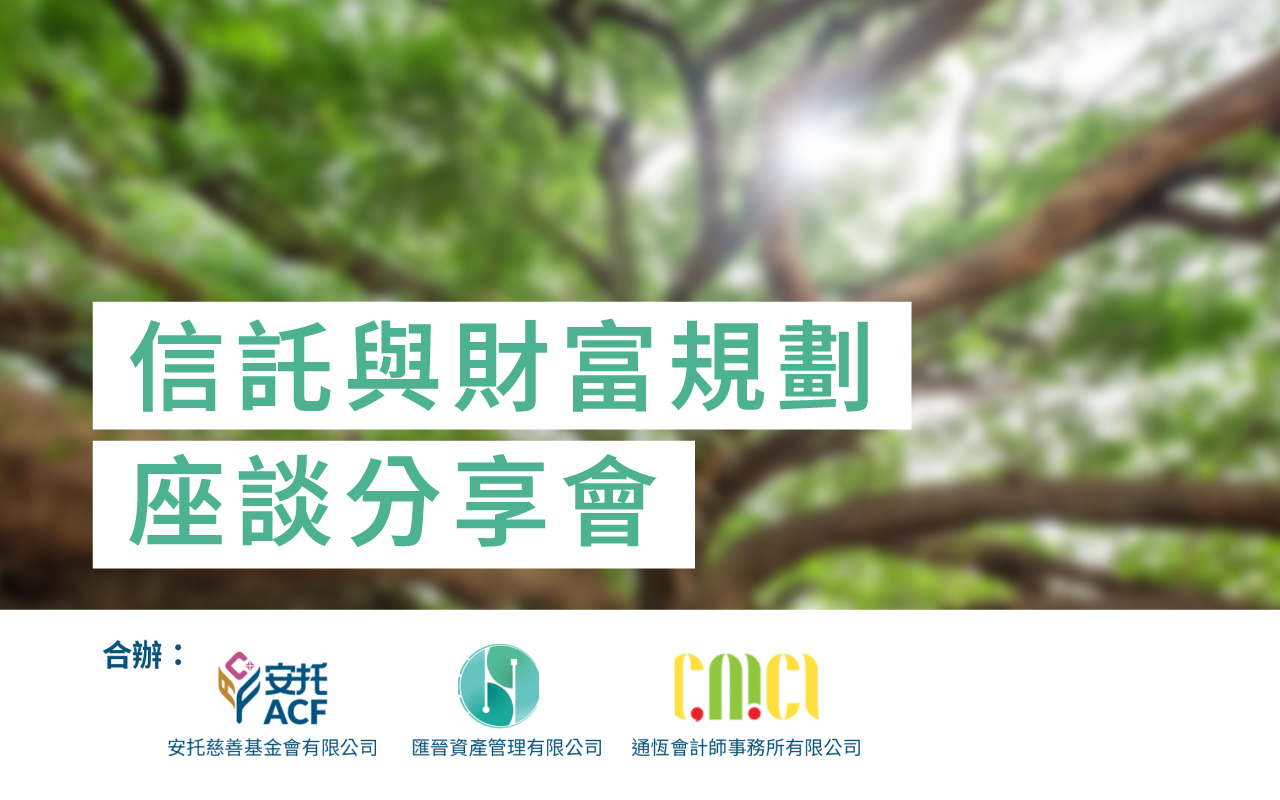 信託與財富規劃
座談分享會
合辦：
安托
ACF
安托慈善基金會有限公司
匯晉資產管理有限公司
通恆會計師事務所有限公司